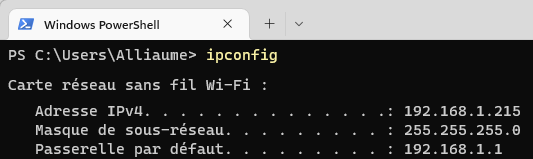 Windows PowerShell
PS C:\Users\Alliaume> ipconfig
Carte réseau sans fil Wi-Fi :
Adresse IPv4. . . . . . . . . . . . . .: 192.168.1.215
Masque de sous-réseau. . . . . . . . . : 255.255.255.0
Passerelle par défaut. . . . . . . . . : 192.168.1.1